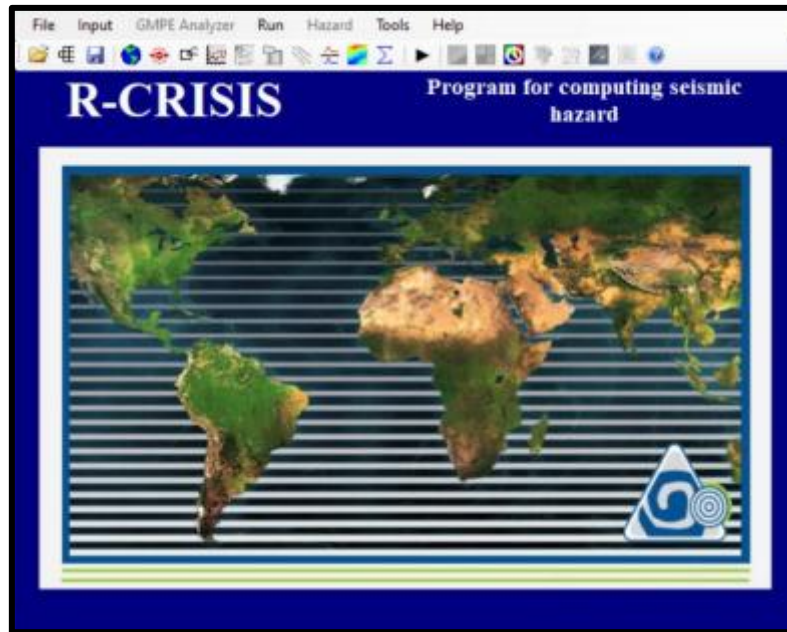 File Input GMPE Analyzer Run Hazard Tools Help
R-CRISIS
Program for computing seismic
hazard